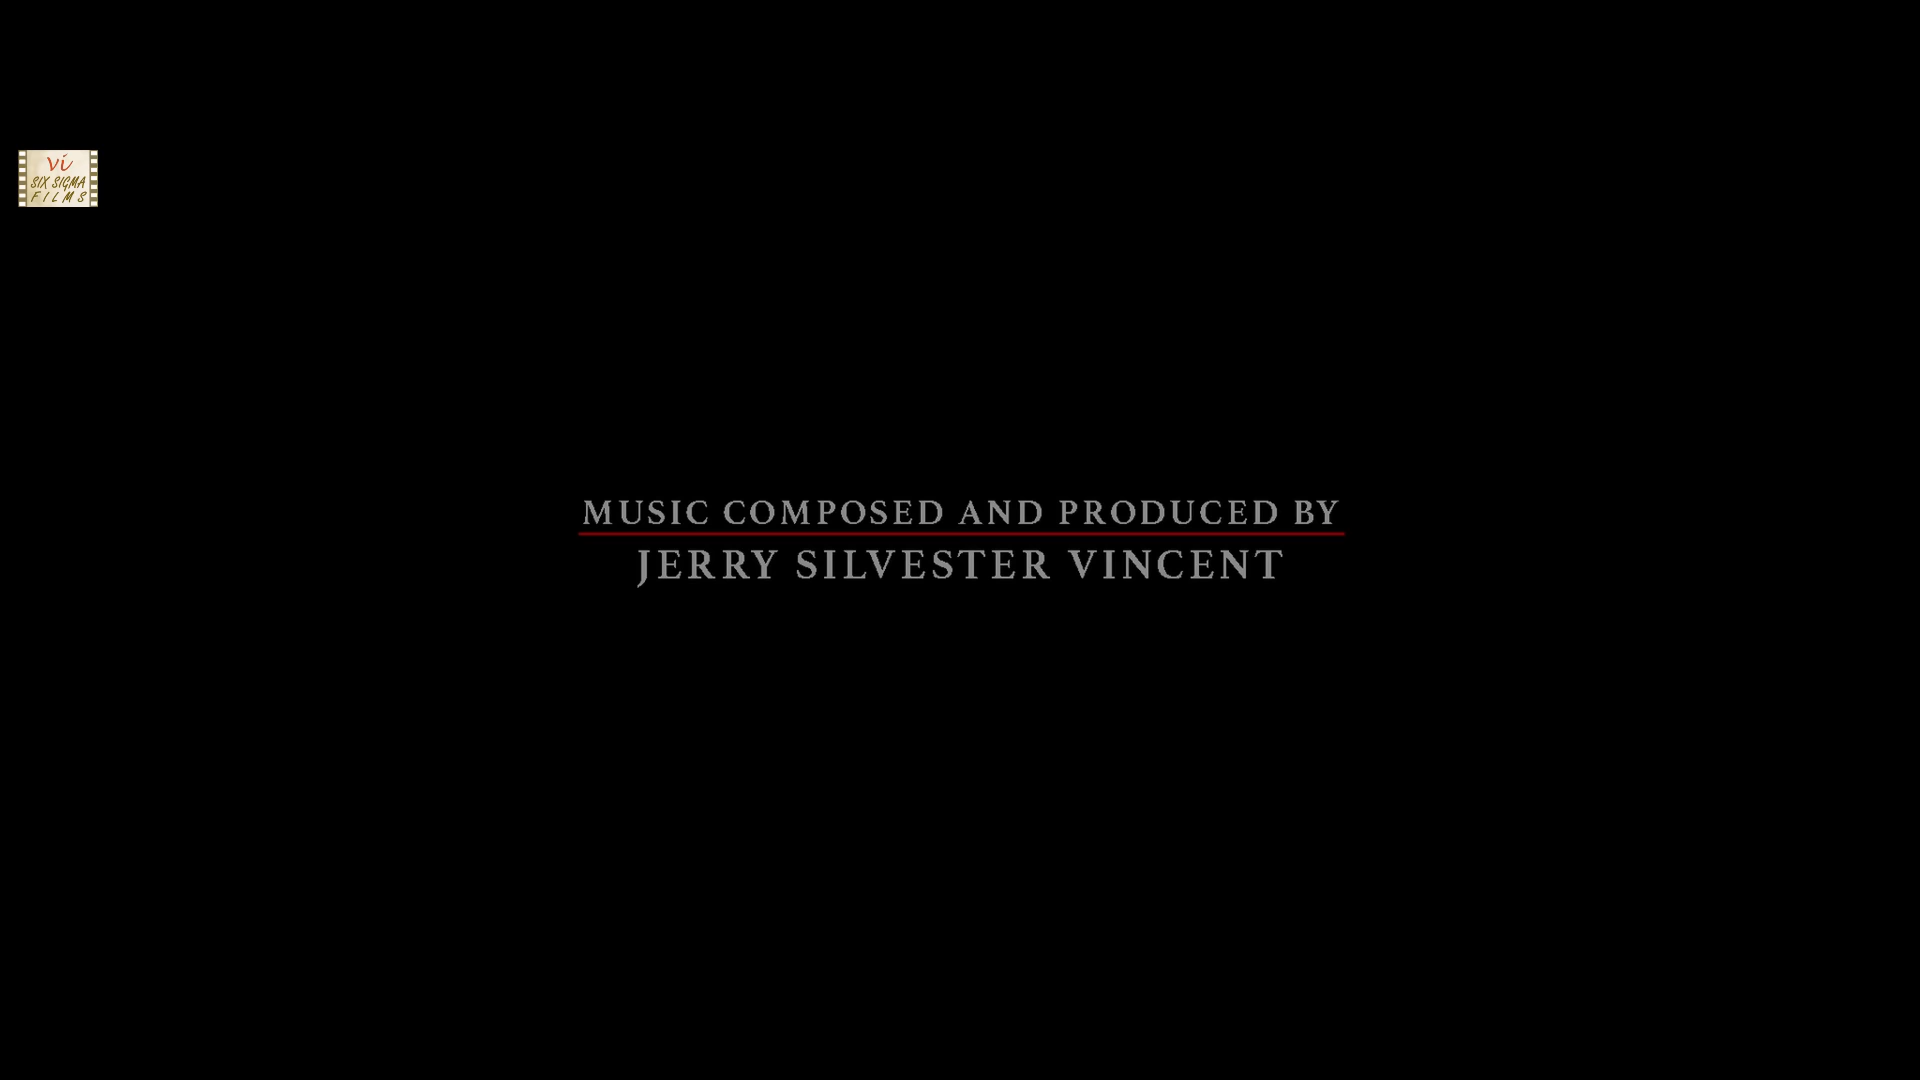 vi
SIX SIGMA
FILMS
MUSIC COMPOSED AND PRODUCED BY
JERRY SILVESTER VINCENT